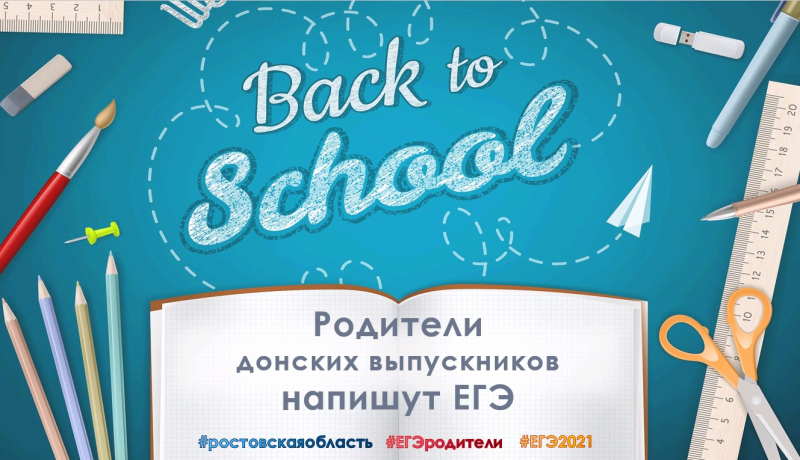 Back to
School
Родители
донских выпускников
напишут ЕГЭ
#ростовскаяобласть #ЕГЭродители #ЕГЭ2021